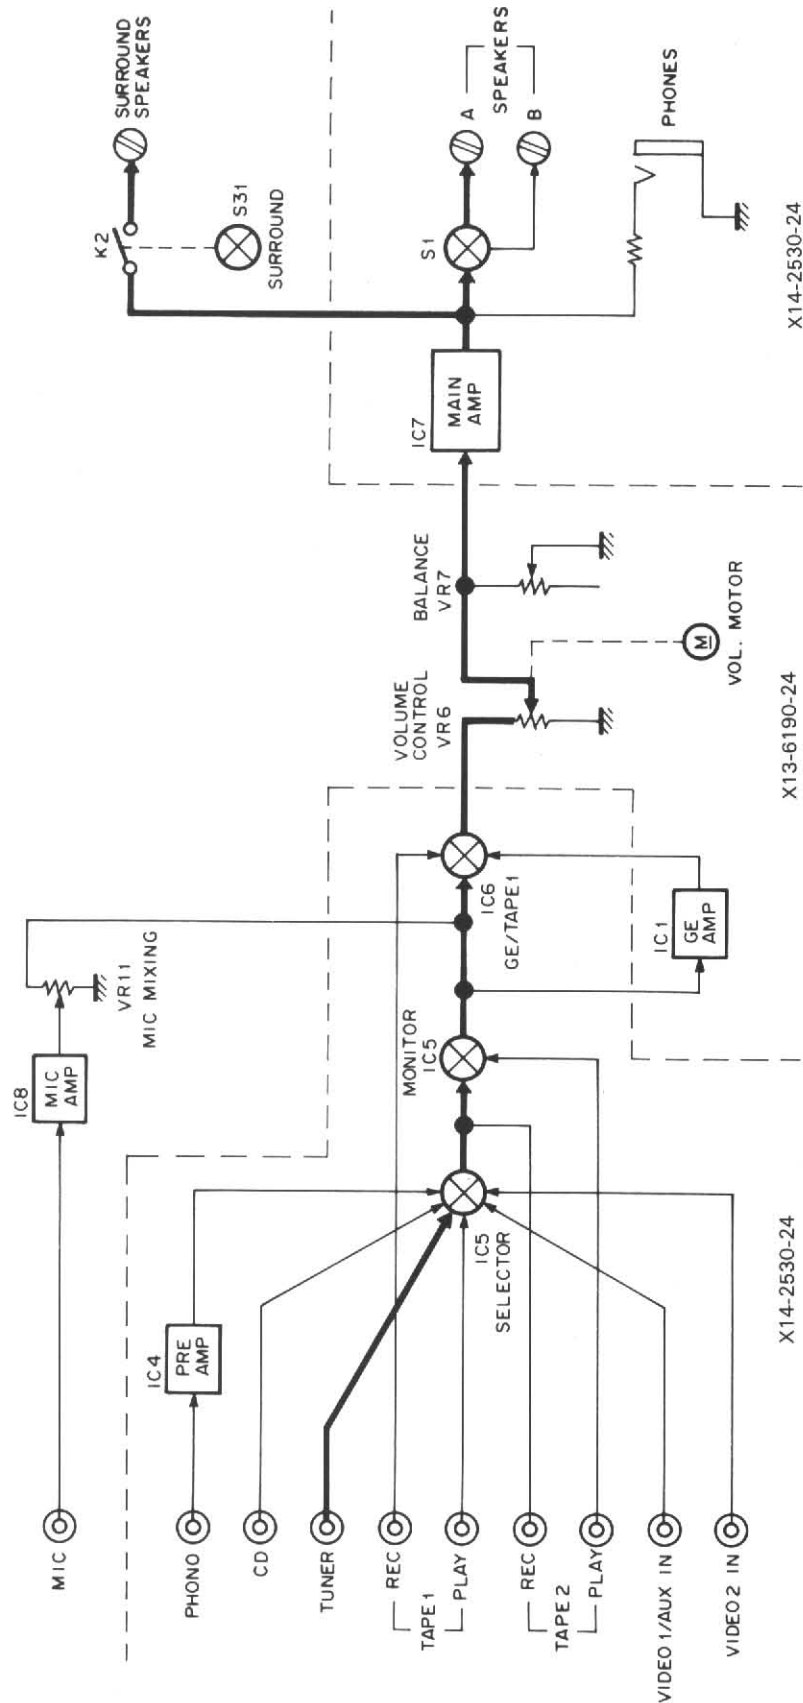 MIC
PHONO
CD
TUNER
REC
TAPE 1
PLAY
REC
TAPE 2
PLAY
VIDEO 1/AUX IN
VIDEO 2 IN
IC8
MIC
AMP
VR11
MIC MIXING
IC4
PRE
AMP
IC5
SELECTOR
MONITOR
IC5
IC6
GE/TAPE1
IC1
GE
AMP
X14-2530-24
VOLUME
CONTROL
VR6
BALANCE
VR7
M
VOL. MOTOR
X13-6190-24
IC7
MAIN
AMP
K2
SURROUND
SPEAKERS
S31
SURROUND
S1
A
SPEAKERS
B
PHONES
X14-2530-24